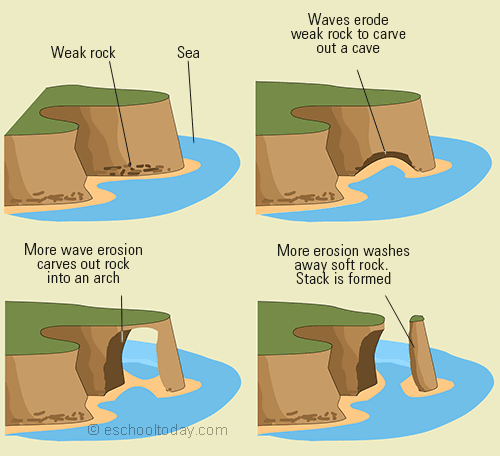 Weak rock
Sea
Waves erode
weak rock to carve
out a cave
More wave erosion
carves out rock
into an arch
More erosion washes
away soft rock.
Stack is formed
© eschooltoday.com